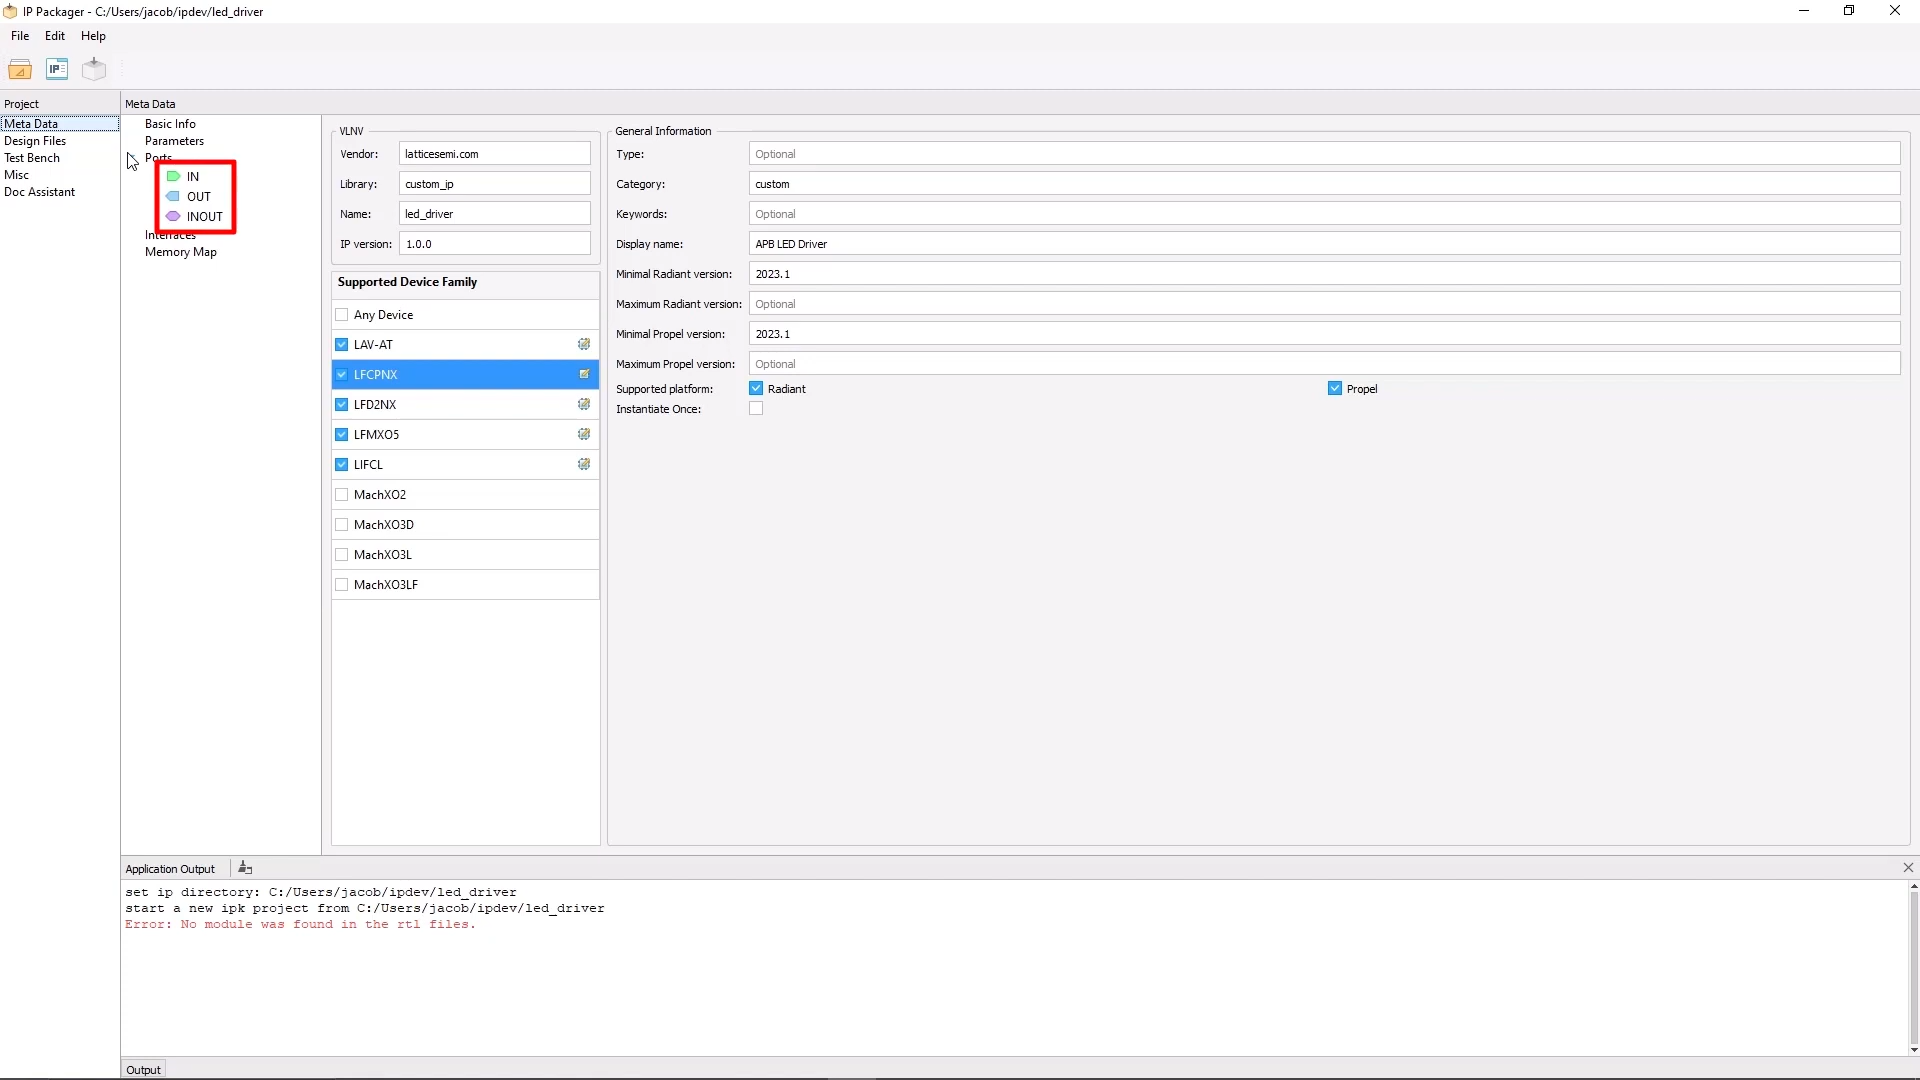 IP Packager - C:/Users/jacob/ipdev/led_driver
File Edit Help
IP
Project
Meta Data
Design Files
Test Bench
Misc
Doc Assistant
Meta Data
Basic Info
Parameters
Ports
IN
OUT
INOUT
Interfaces
Memory Map
VLNV
Vendor: latticesemi.com
Library: custom_ip
Name: led_driver
IP version: 1.0.0
Supported Device Family
Any Device
LAV-AT
LFCPNX
LFD2NX
LFMXO5
LIFCL
MachXO2
MachXO3D
MachXO3L
MachXO3LF
General Information
Type: Optional
Category: custom
Keywords: Optional
Display name: APB LED Driver
Minimal Radiant version: 2023.1
Maximum Radiant version: Optional
Minimal Propel version: 2023.1
Maximum Propel version: Optional
Supported platform: Radiant Propel
Instantiate Once:
Application Output
set ip directory: C:/Users/jacob/ipdev/led_driver
start a new ipk project from C:/Users/jacob/ipdev/led_driver
Error: No module was found in the rtl files.
Output